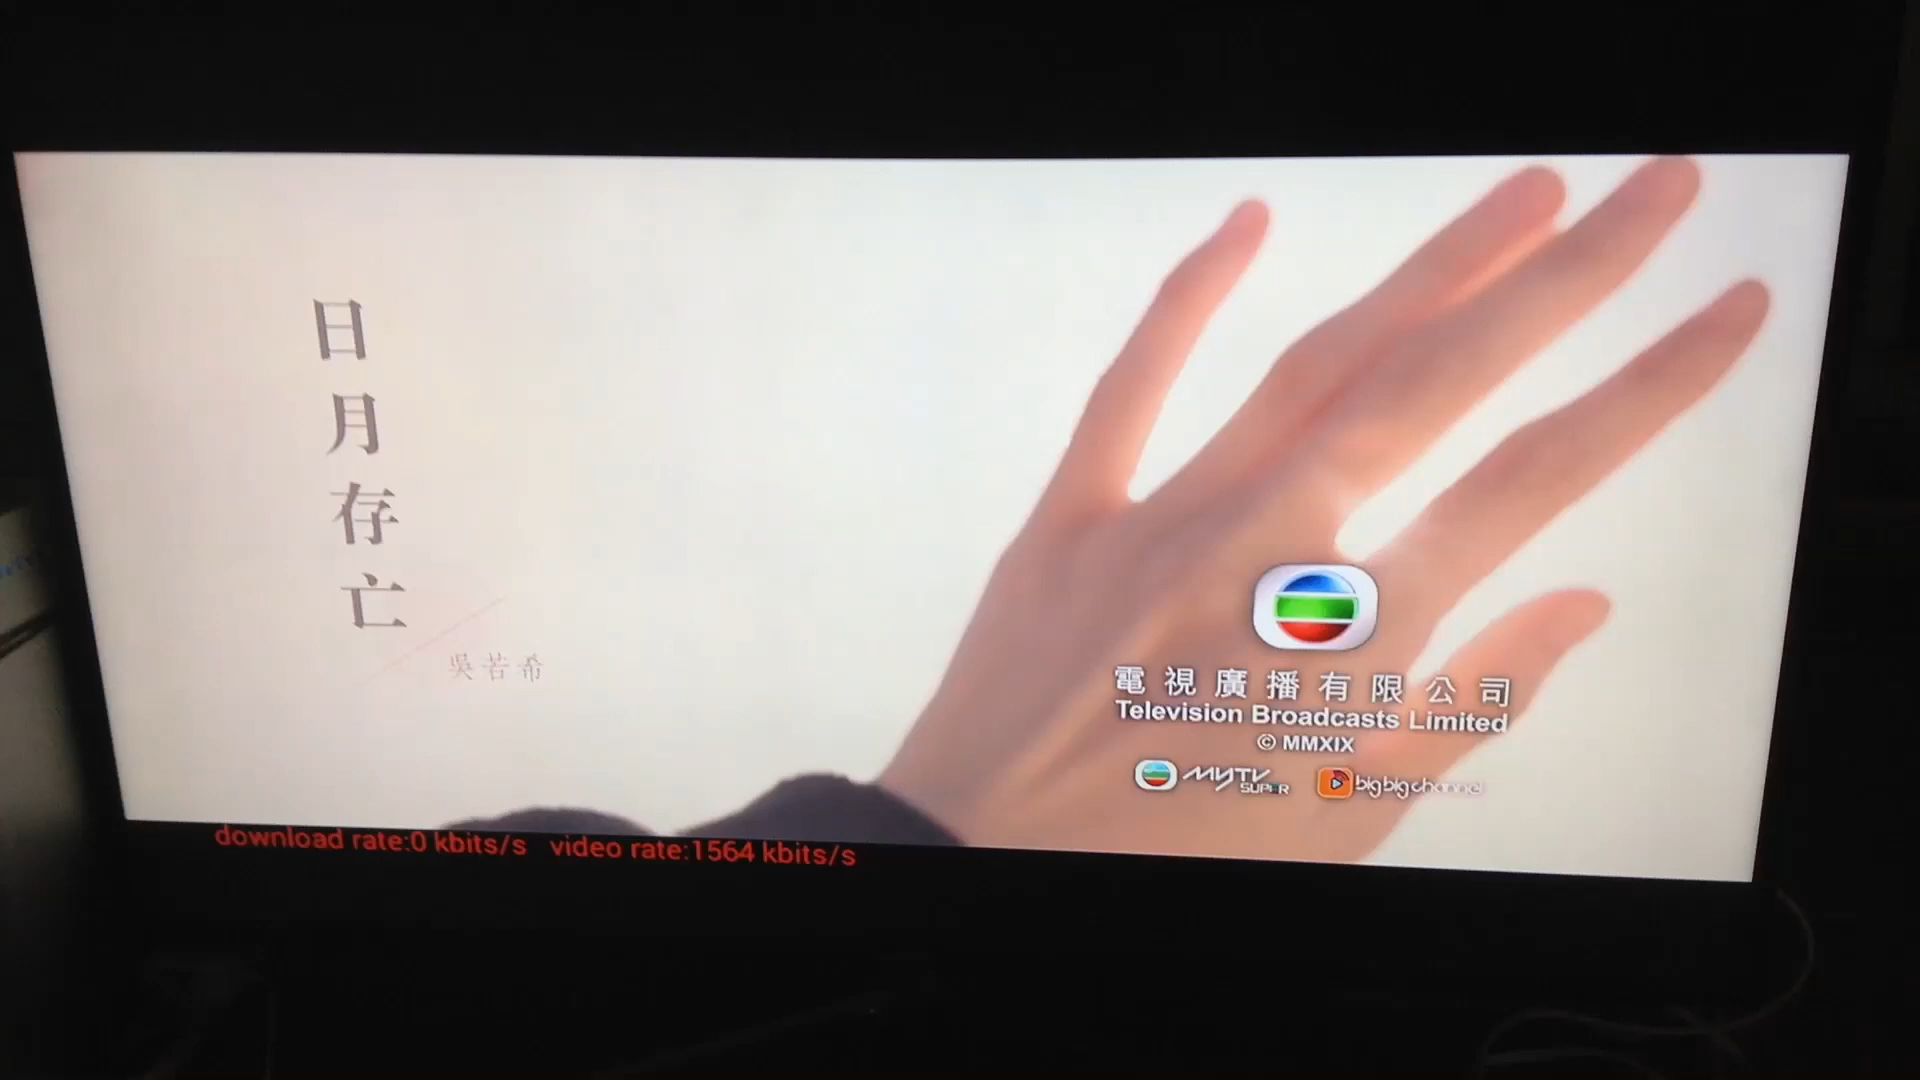 日月存亡
吳若希
電視廣播有限公司
Television Broadcasts Limited
© MMXIX
myTV SUPER
big big channel
download rate:0 kbits/s video rate:1564 kbits/s